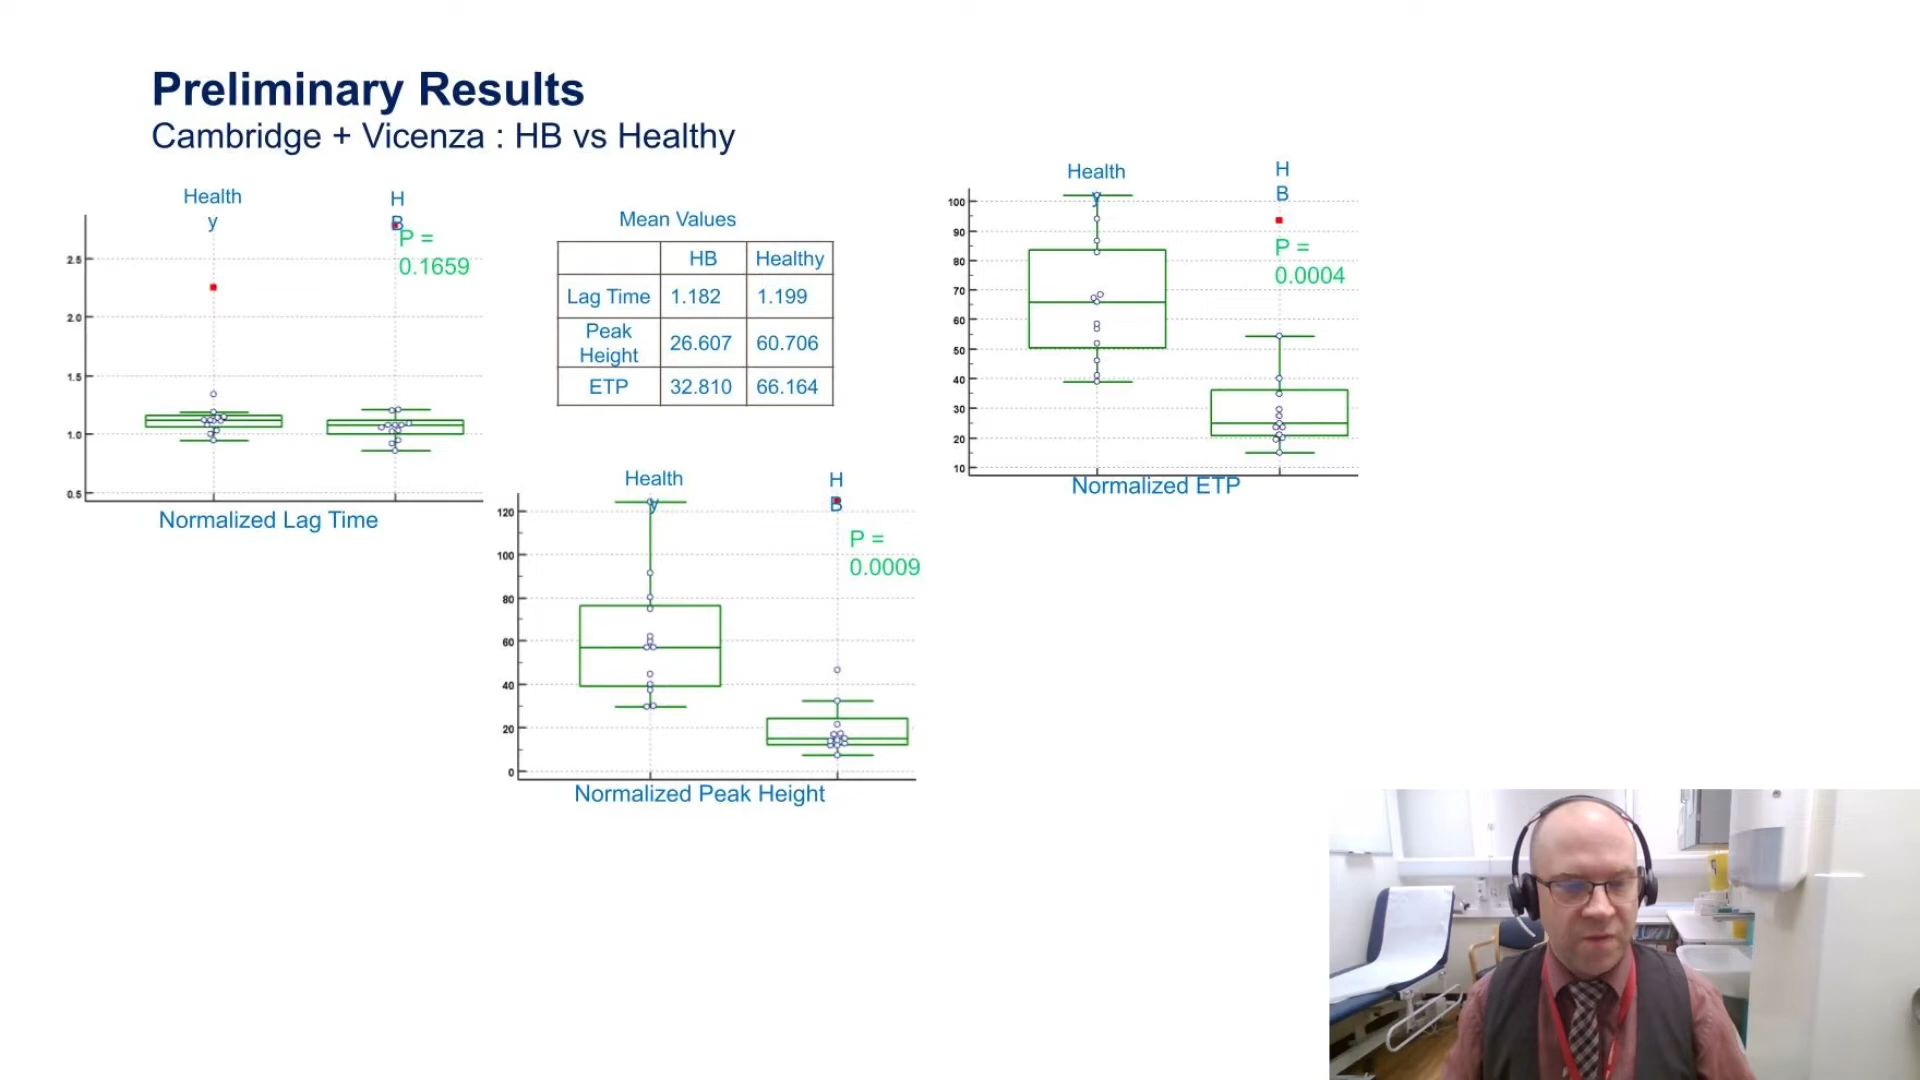 Preliminary Results
Cambridge + Vicenza : HB vs Healthy
Health
y
H
B
P =
0.1659
2.5
2.0
1.5
1.0
0.5
Normalized Lag Time
Mean Values
HB Healthy
Lag Time 1.182 1.199
Peak
Height 26.607 60.706
ETP 32.810 66.164
Health
y
H
B
P =
0.0009
120
100
80
60
40
20
0
Normalized Peak Height
Health
y
H
B
P =
0.0004
100
90
80
70
60
50
40
30
20
10
Normalized ETP